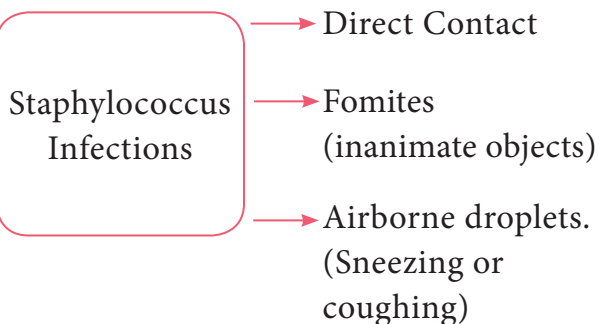 Staphylococcus
Infections
Direct Contact
Fomites
(inanimate objects)
Airborne droplets.
(Sneezing or
coughing)